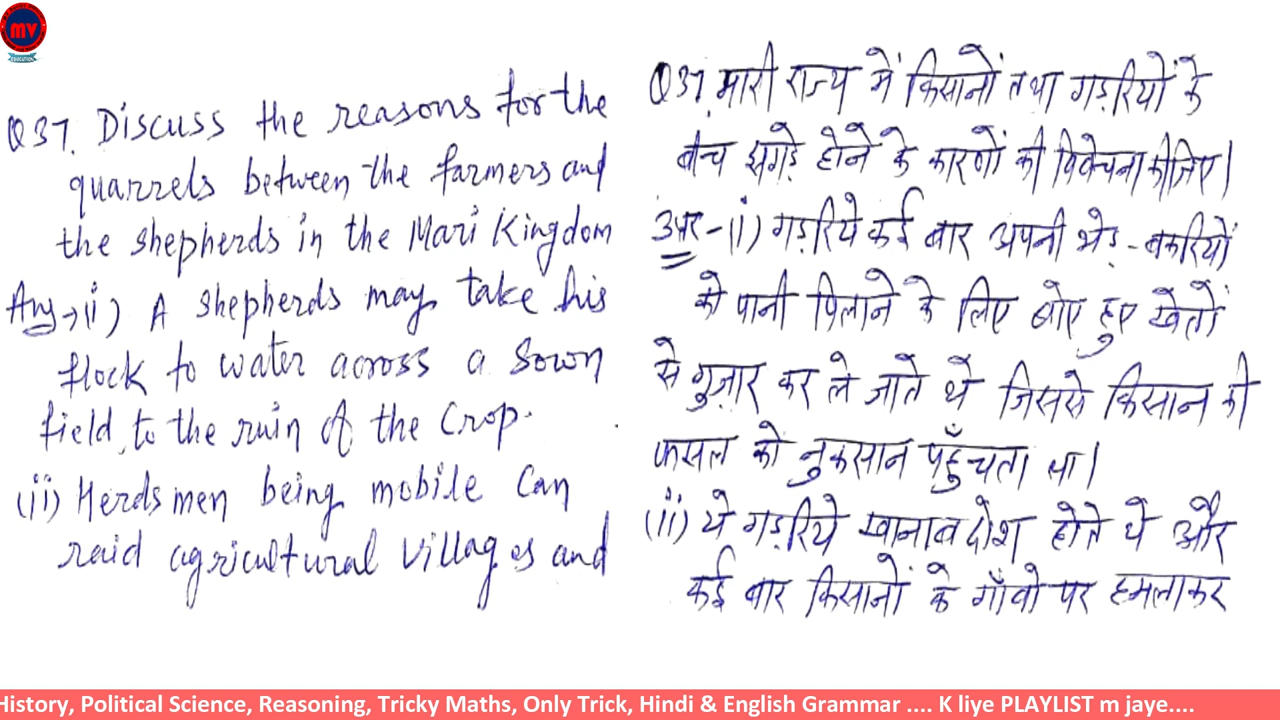 mv
EDUCATION
Q 37. Discuss the reasons for the
quarrels between the farmers and
the shepherds in the Mari Kingdom
Ans → (i) A shepherds may take his
flock to water across a sown
field, to the ruin of the crop.
(ii) Herdsmen being mobile can
raid agricultural villages and
Q 37. मारी राज्य में किसानों तथा गड़रियों के
बीच झगड़े होने के कारणों की विवेचना कीजिए।
उत्तर - (i) गड़रिये कई बार अपनी भेड़ - बकरियों
को पानी पिलाने के लिए बोए हुए खेतों
से गुज़ार कर ले जाते थे जिससे किसान की
फसल को नुकसान पहुँचता था।
(ii) ये गड़रिये खानाबदोश होते थे और
कई बार किसानों के गाँवो पर हमलाकर
History, Political Science, Reasoning, Tricky Maths, Only Trick, Hindi & English Grammar .... K liye PLAYLIST m jaye....